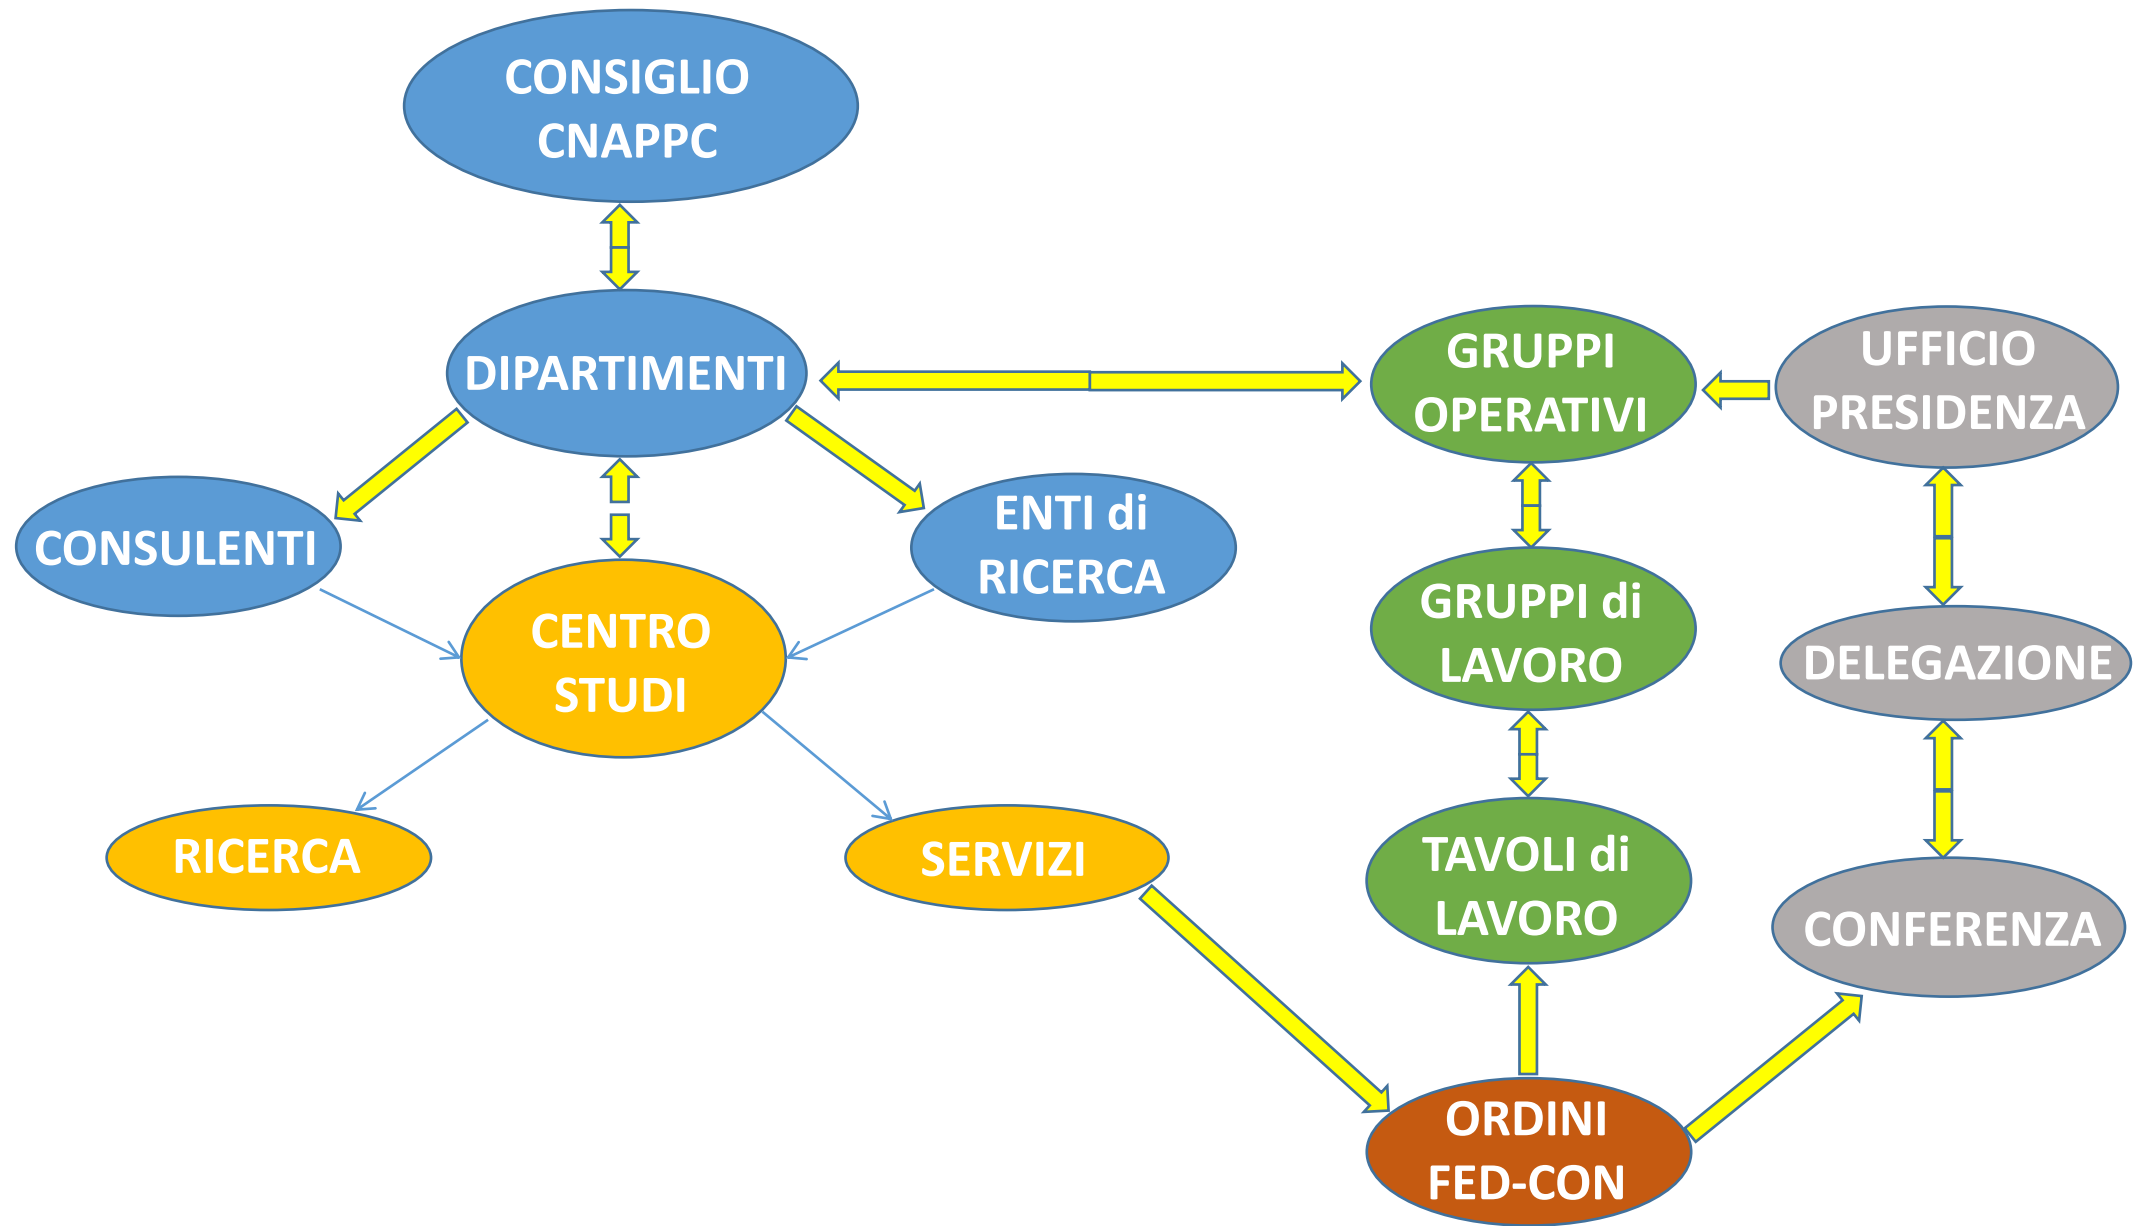 CONSIGLIO
CNAPPC
DIPARTIMENTI
GRUPPI
OPERATIVI
UFFICIO
PRESIDENZA
CONSULENTI
ENTI di
RICERCA
CENTRO
STUDI
GRUPPI di
LAVORO
DELEGAZIONE
RICERCA
SERVIZI
TAVOLI di
LAVORO
CONFERENZA
ORDINI
FED-CON